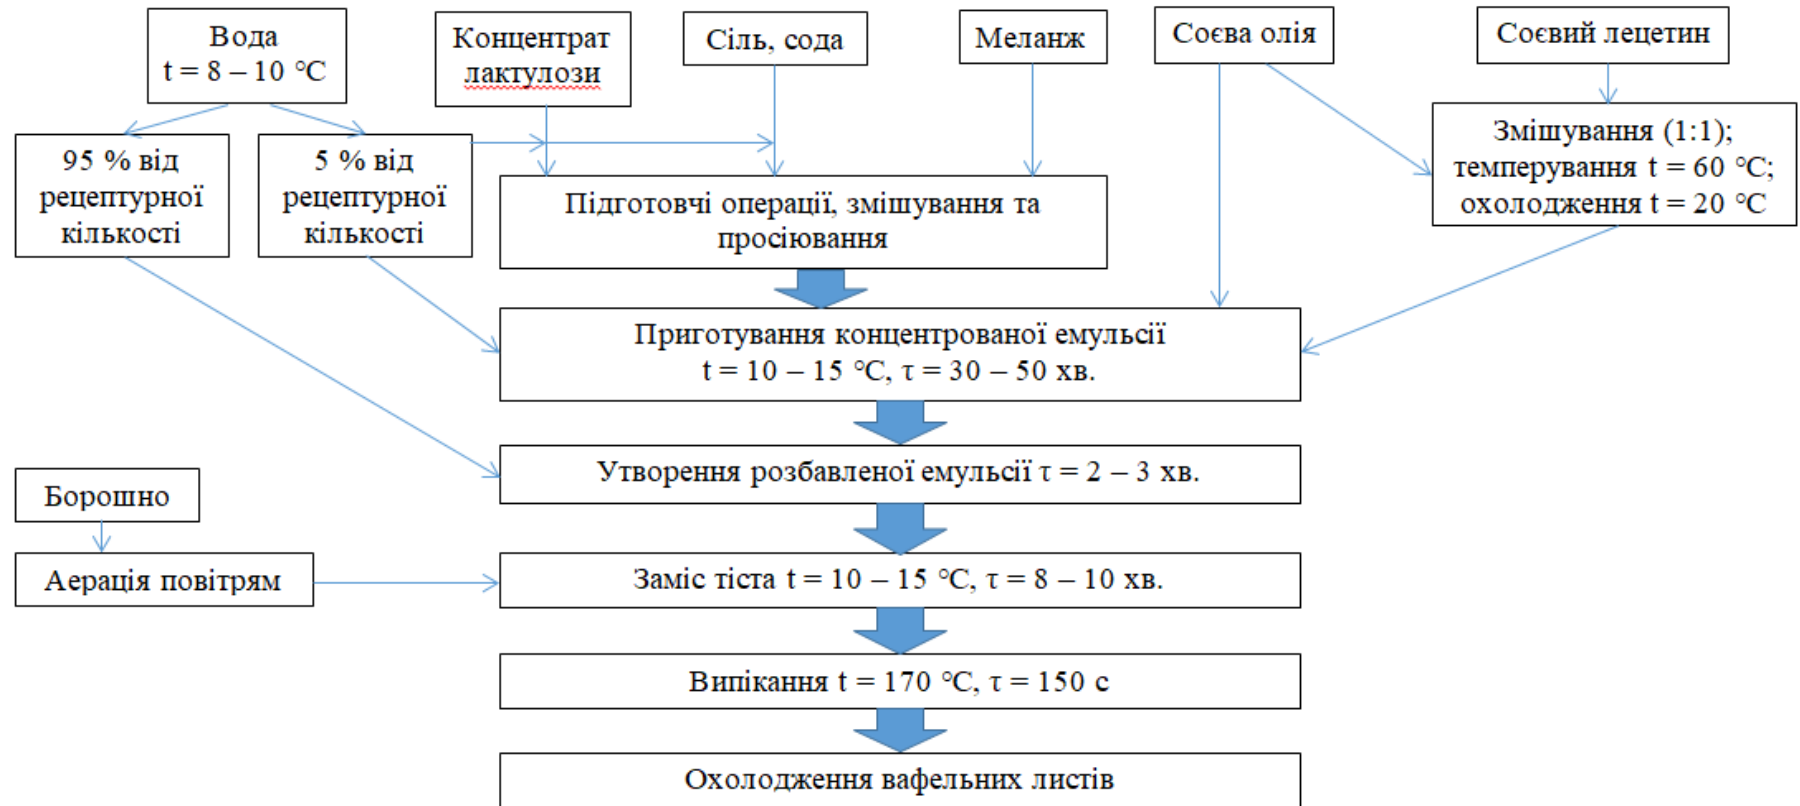 Вода
t = 8 – 10 °С
Концентрат
лактулози
Сіль, сода
Меланж
Соєва олія
Соєвий лецетин
95 % від
рецептурної
кількості
5 % від
рецептурної
кількості
Змішування (1:1);
темперування t = 60 °С;
охолодження t = 20 °С
Підготовчі операції, змішування та
просіювання
Приготування концентрованої емульсії
t = 10 – 15 °С, τ = 30 – 50 хв.
Утворення розбавленої емульсії τ = 2 – 3 хв.
Борошно
Аерація повітрям
Заміс тіста t = 10 – 15 °С, τ = 8 – 10 хв.
Випікання t = 170 °С, τ = 150 с
Охолодження вафельних листів